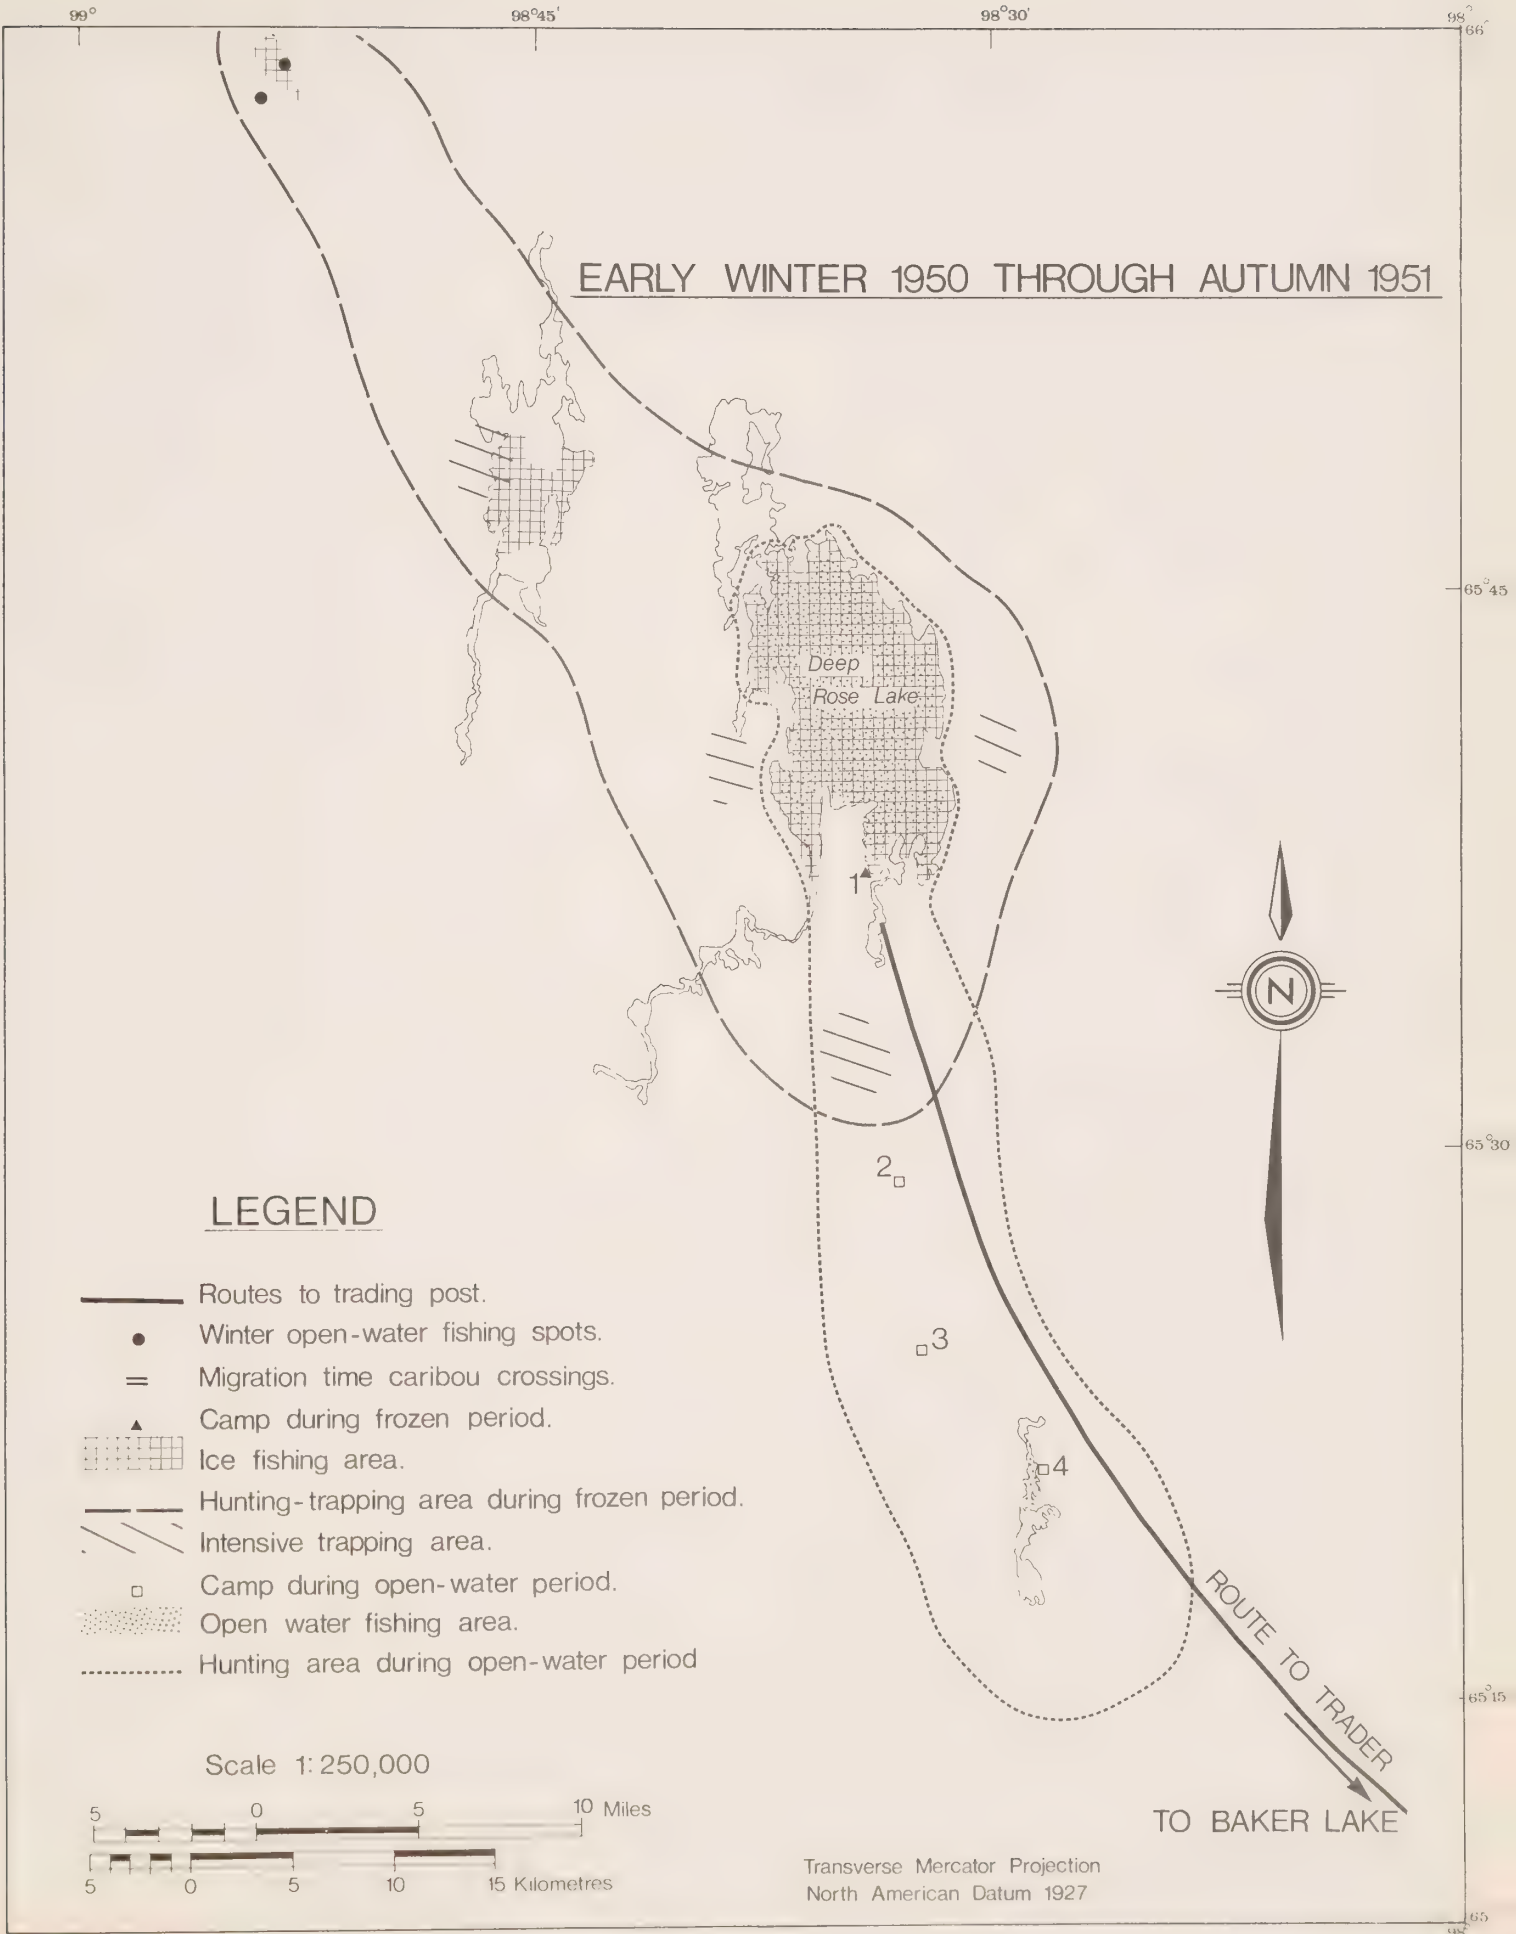 99°
98°45'
98°30'
98°
66°
EARLY WINTER 1950 THROUGH AUTUMN 1951
65°45
Deep
Rose Lake
1
N
65°30
2
3
4
LEGEND
Routes to trading post.
Winter open-water fishing spots.
Migration time caribou crossings.
Camp during frozen period.
Ice fishing area.
Hunting-trapping area during frozen period.
Intensive trapping area.
Camp during open-water period.
Open water fishing area.
Hunting area during open-water period
ROUTE TO TRADER
65°15
TO BAKER LAKE
Scale 1:250,000
5 0 5 10 Miles
5 0 5 10 15 Kilometres
Transverse Mercator Projection
North American Datum 1927
65